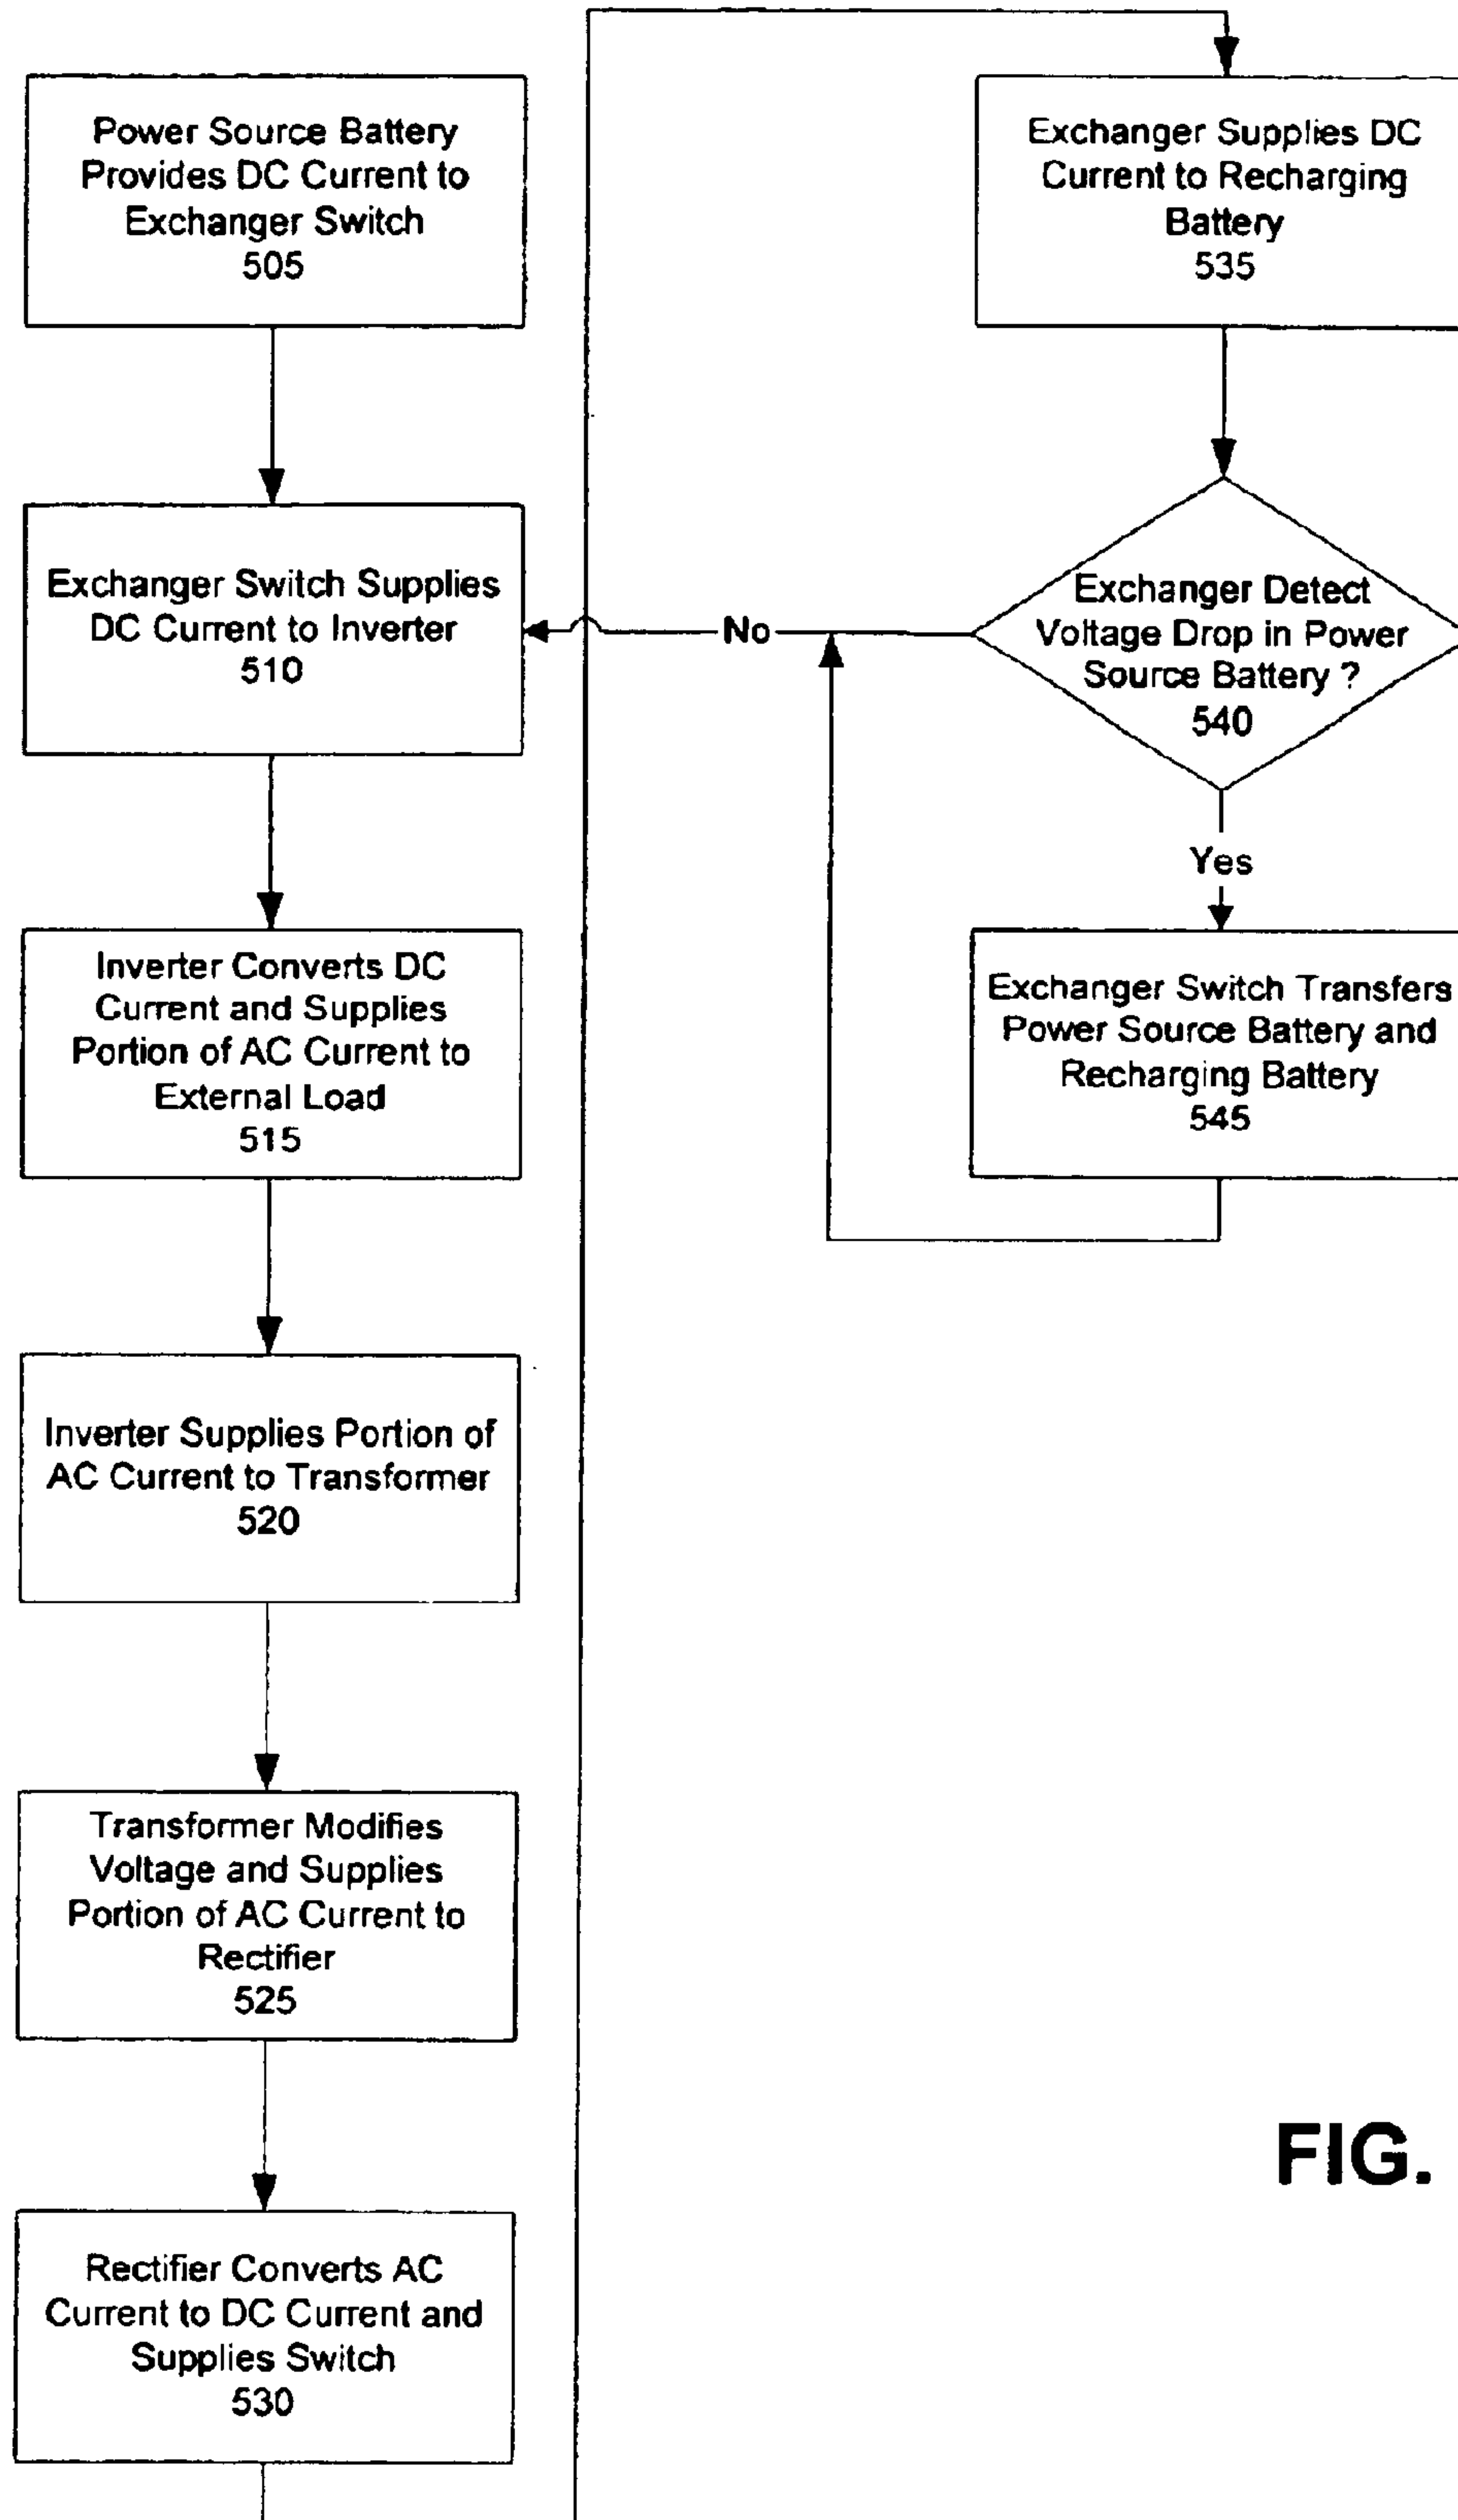 Power Source Battery
Provides DC Current to
Exchanger Switch
505
Exchanger Switch Supplies
DC Current to Inverter
510
Inverter Converts DC
Current and Supplies
Portion of AC Current to
External Load
515
Inverter Supplies Portion of
AC Current to Transformer
520
Transformer Modifies
Voltage and Supplies
Portion of AC Current to
Rectifier
525
Rectifier Converts AC
Current to DC Current and
Supplies Switch
530
Exchanger Supplies DC
Current to Recharging
Battery
535
Exchanger Detect
Voltage Drop in Power
Source Battery ?
540
No
Yes
Exchanger Switch Transfers
Power Source Battery and
Recharging Battery
545
FIG.